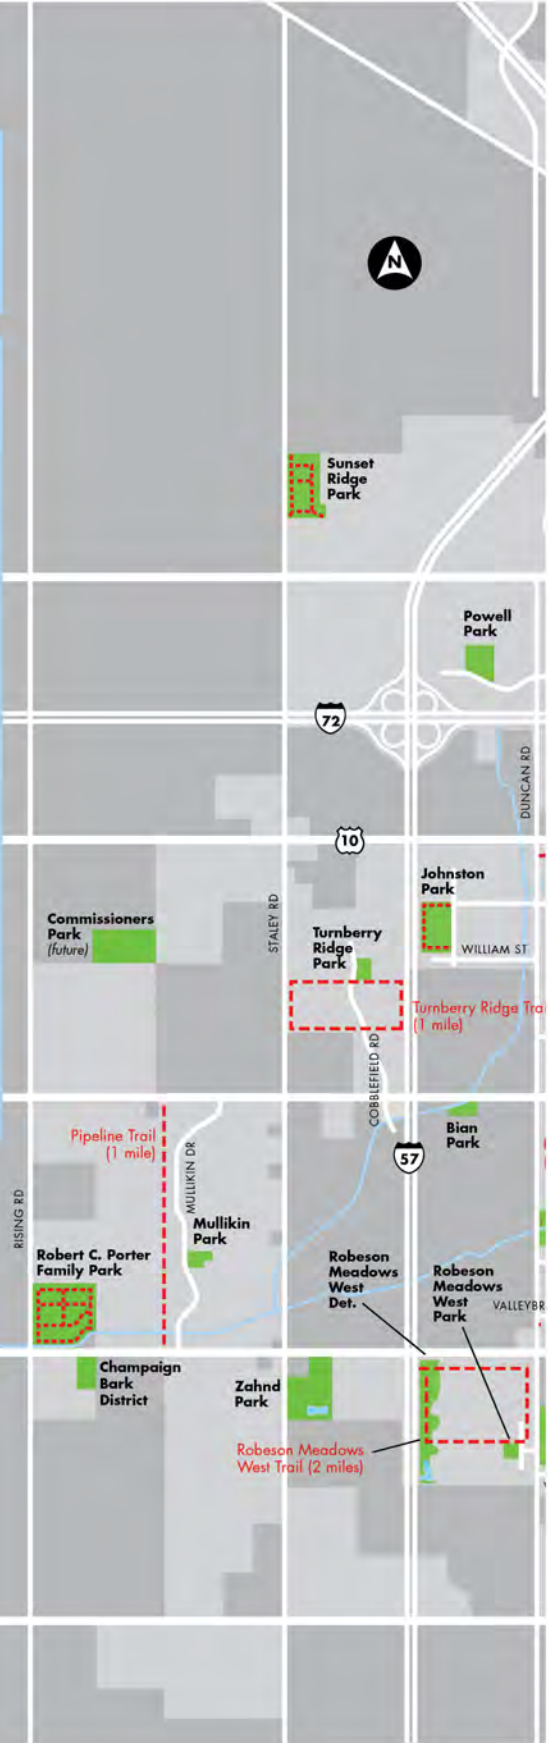 N
Sunset
Ridge
Park
Powell
Park
72
DUNCAN RD
10
Johnston
Park
Commissioners
Park
(future)
STALEY RD
Turnberry
Ridge
Park
WILLIAM ST
Turnberry Ridge Trai
(1 mile)
COBBLEFIELD RD
Pipeline Trail
(1 mile)
Bian
Park
57
MULLIKIN DR
RISING RD
Mullikin
Park
Robert C. Porter
Family Park
Robeson
Meadows
West
Det.
Robeson
Meadows
West
Park
VALLEYBR
Champaign
Bark
District
Zahnd
Park
Robeson Meadows
West Trail (2 miles)